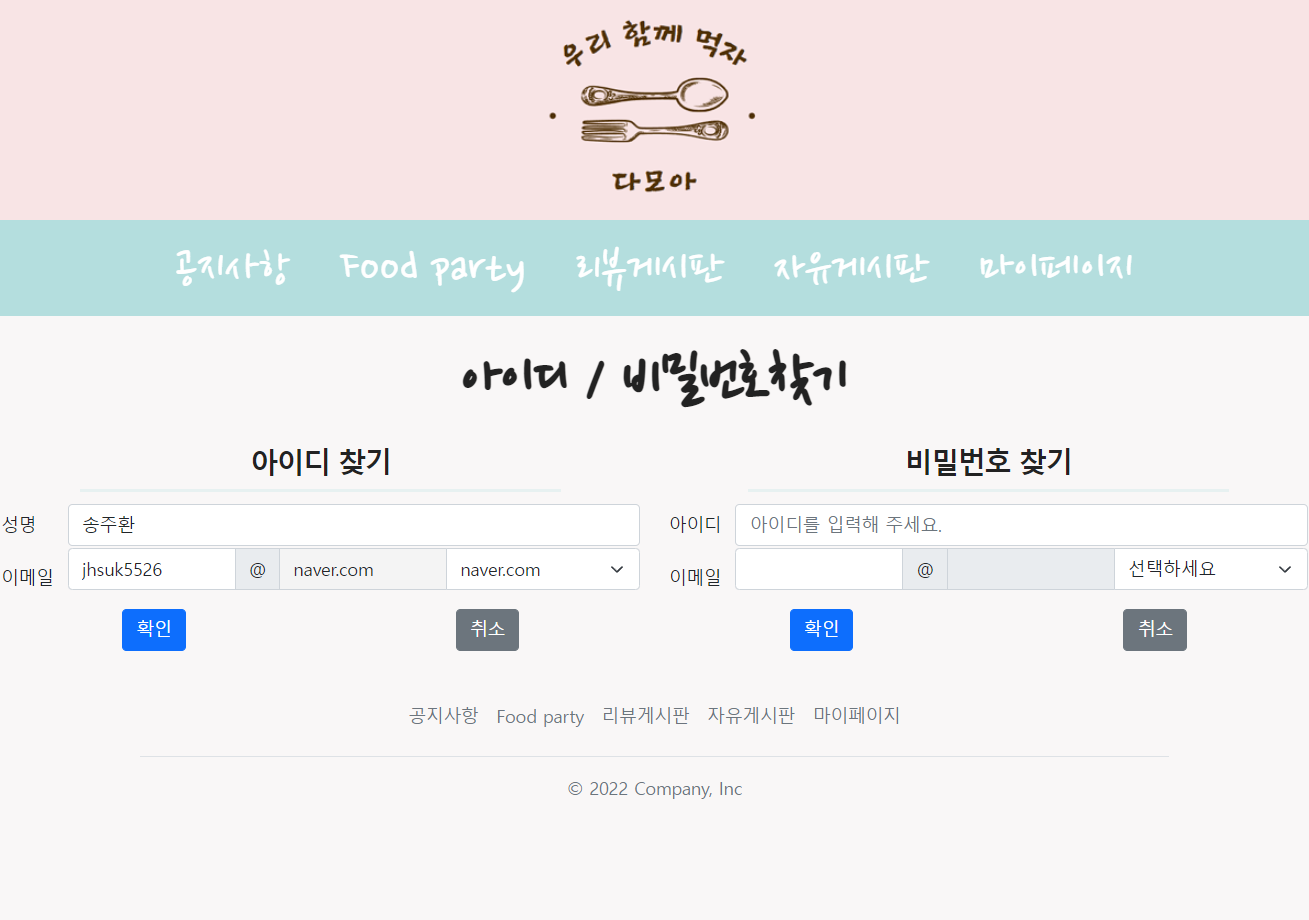 우리 함께 먹자
다모아
공지사항 Food party 리뷰게시판 자유게시판 마이페이지
아이디 / 비밀번호찾기
아이디 찾기
성명 송주환
이메일 jhsuk5526 @ naver.com naver.com
확인 취소
비밀번호 찾기
아이디 아이디를 입력해 주세요.
이메일 @ 선택하세요
확인 취소
공지사항 Food party 리뷰게시판 자유게시판 마이페이지
© 2022 Company, Inc